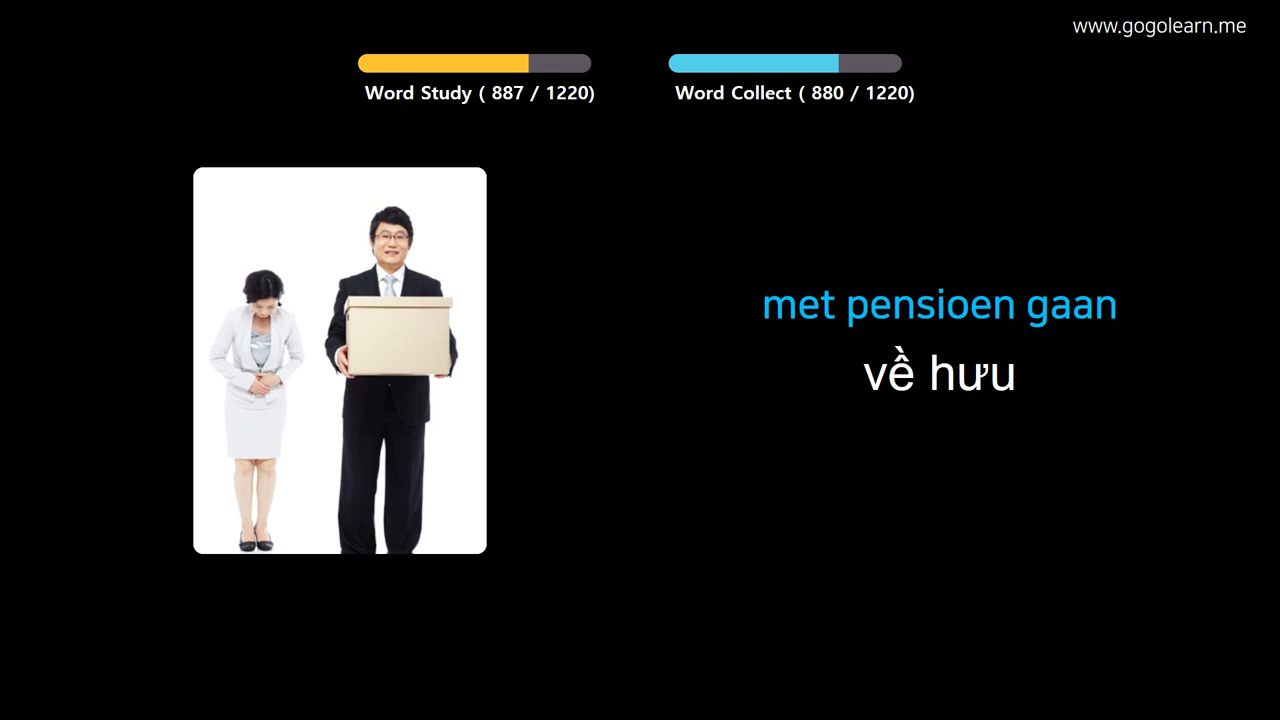 www.gogolearn.me
Word Study ( 887 / 1220)
Word Collect ( 880 / 1220)
met pensioen gaan
về hưu